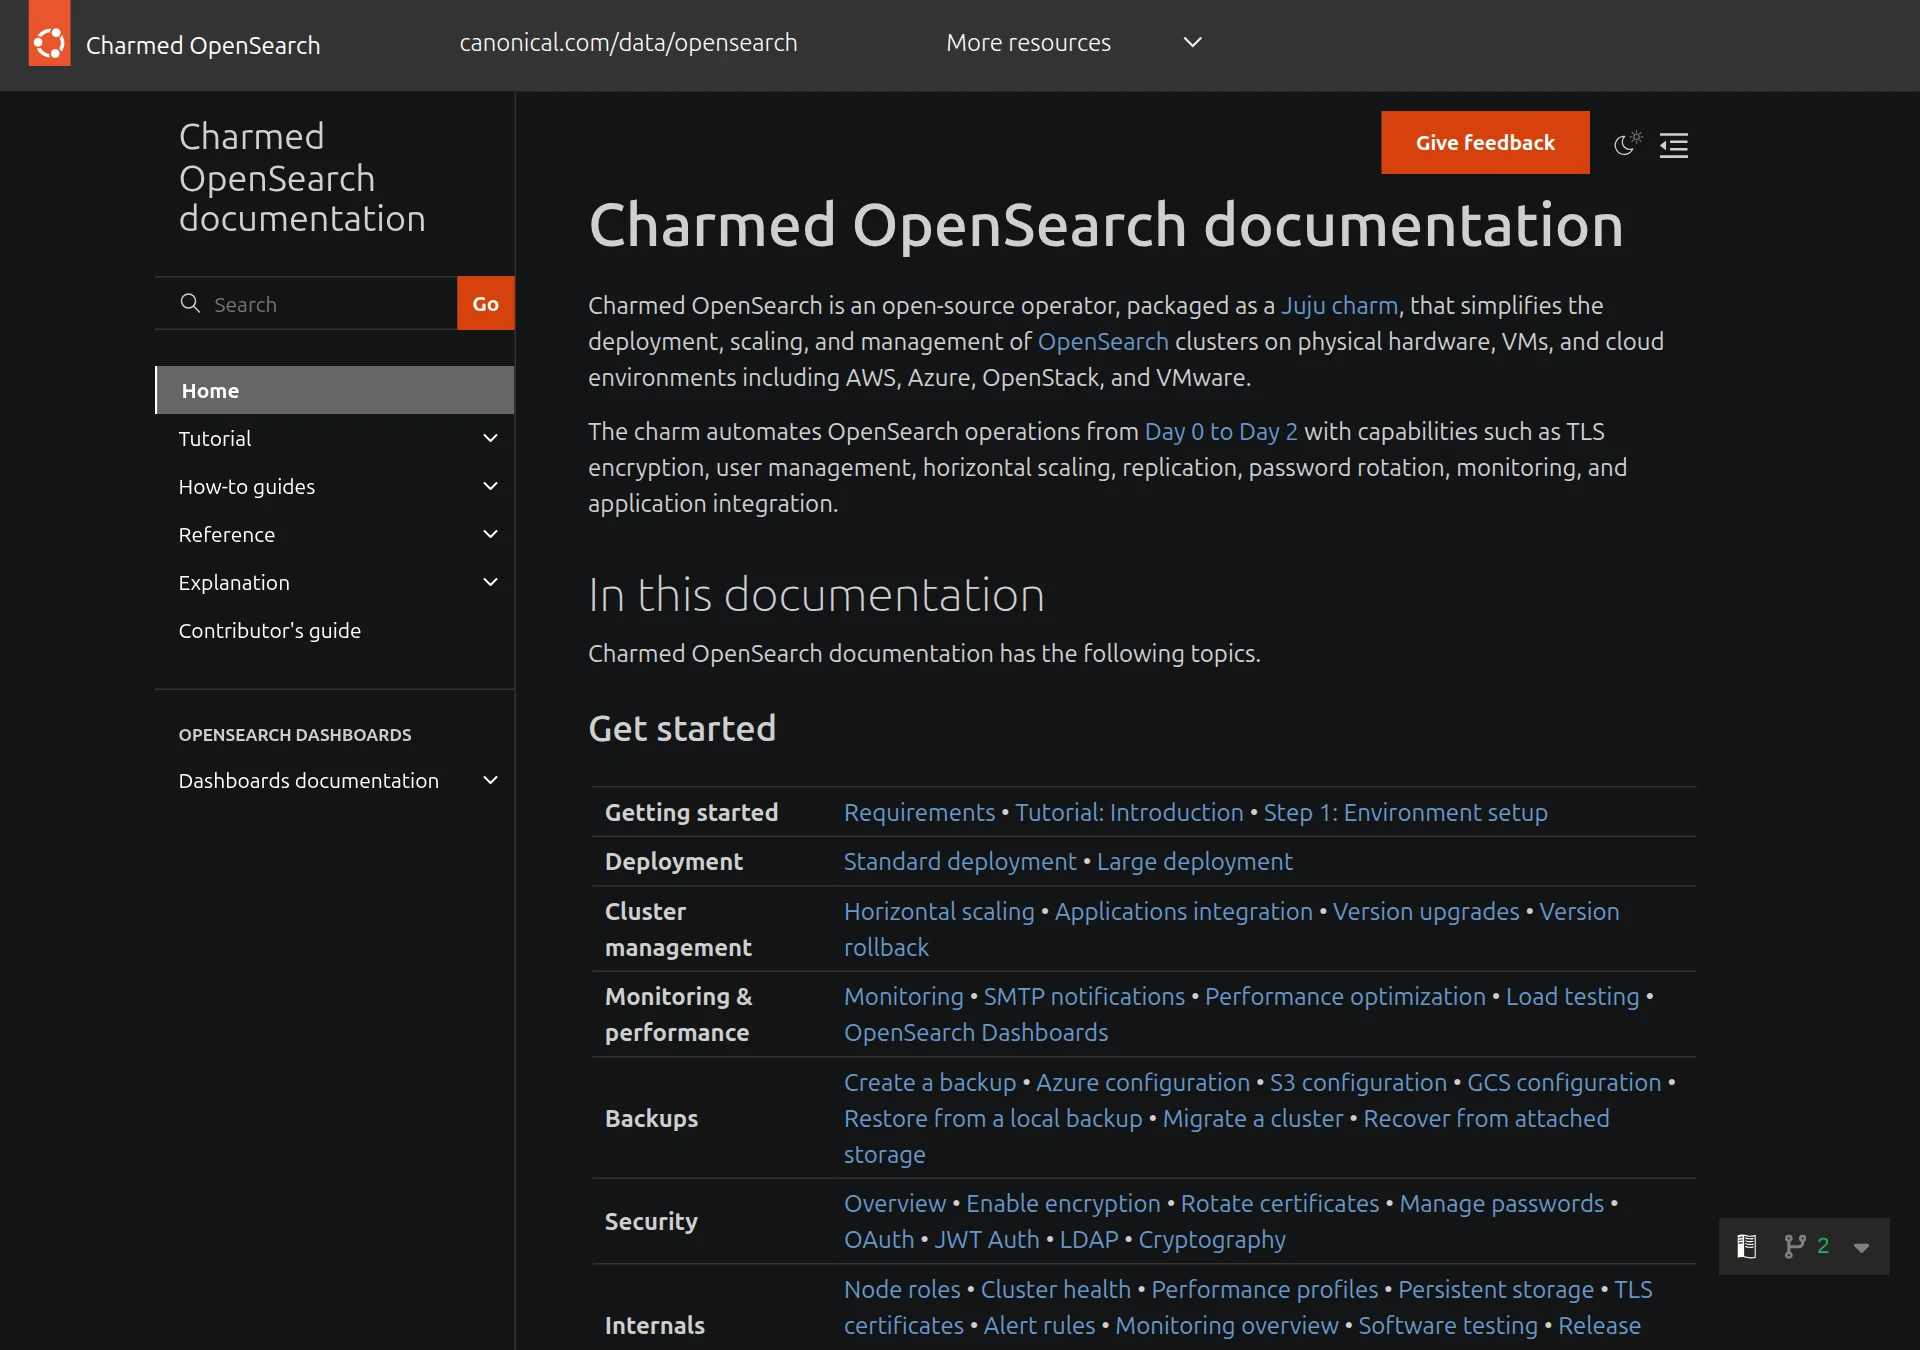 Charmed OpenSearch
canonical.com/data/opensearch
More resources
Charmed
OpenSearch
documentation
Search
Go
Home
Tutorial
How-to guides
Reference
Explanation
Contributor's guide
OPENSEARCH DASHBOARDS
Dashboards documentation
Give feedback
Charmed OpenSearch documentation
Charmed OpenSearch is an open-source operator, packaged as a Juju charm, that simplifies the
deployment, scaling, and management of OpenSearch clusters on physical hardware, VMs, and cloud
environments including AWS, Azure, OpenStack, and VMware.
The charm automates OpenSearch operations from Day 0 to Day 2 with capabilities such as TLS
encryption, user management, horizontal scaling, replication, password rotation, monitoring, and
application integration.
In this documentation
Charmed OpenSearch documentation has the following topics.
Get started
Getting started
Requirements • Tutorial: Introduction • Step 1: Environment setup
Deployment
Standard deployment • Large deployment
Cluster
management
Horizontal scaling • Applications integration • Version upgrades • Version
rollback
Monitoring &
performance
Monitoring • SMTP notifications • Performance optimization • Load testing •
OpenSearch Dashboards
Backups
Create a backup • Azure configuration • S3 configuration • GCS configuration •
Restore from a local backup • Migrate a cluster • Recover from attached
storage
Security
Overview • Enable encryption • Rotate certificates • Manage passwords •
OAuth • JWT Auth • LDAP • Cryptography
Internals
Node roles • Cluster health • Performance profiles • Persistent storage • TLS
certificates • Alert rules • Monitoring overview • Software testing • Release
2